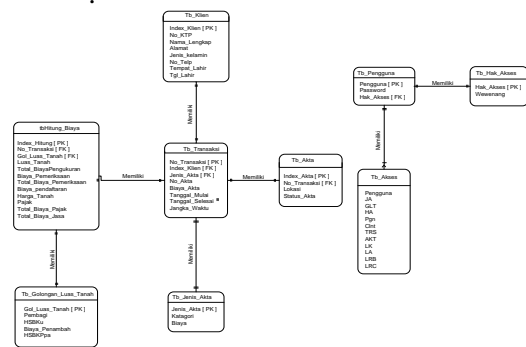 Tb_Klien
Index_Klien [ PK ]
No_KTP
Nama_Lengkap
Alamat
Jenis_kelamin
No_Telp
Tempat_Lahir
Tgl_Lahir
Memiliki
tbHitung_Biaya
Index_Hitung [ PK ]
No_Transaksi [ FK ]
Gol_Luas_Tanah [ FK ]
Luas_Tanah
Total_BiayaPengukuran
Biaya_Pemeriksaan
Total_Biaya_Pemeriksaan
Biaya_pendaftaran
Harga_Tanah
Pajak
Total_Biaya_Pajak
Total_Biaya_Jasa
Memiliki
Tb_Transaksi
No_Transaksi [ PK ]
Index_Klien [ FK ]
Jenis_Akta [ FK ]
No_Akta
Biaya_Akta
Tanggal_Mulai
Tanggal_Selesai
Jangka_Waktu
Memiliki
Tb_Akta
Index_Akta [ PK ]
No_Transaksi [ FK ]
Lokasi
Status_Akta
Tb_Pengguna
Pengguna [ PK ]
Password
Hak_Akses [ FK ]
Memiliki
Tb_Hak_Akses
Hak_Akses [ PK ]
Wewenang
Memiliki
Tb_Akses
Pengguna
JA
GLT
HA
Pgn
Clnt
TRS
AKT
LK
LA
LRB
LRC
Memiliki
Tb_Golongan_Luas_Tanah
Gol_Luas_Tanah [ PK ]
Pembagi
HSBKu
Biaya_Penambah
HSBKPpa
Memiliki
Tb_Jenis_Akta
Jenis_Akta [ PK ]
Katagori
Biaya